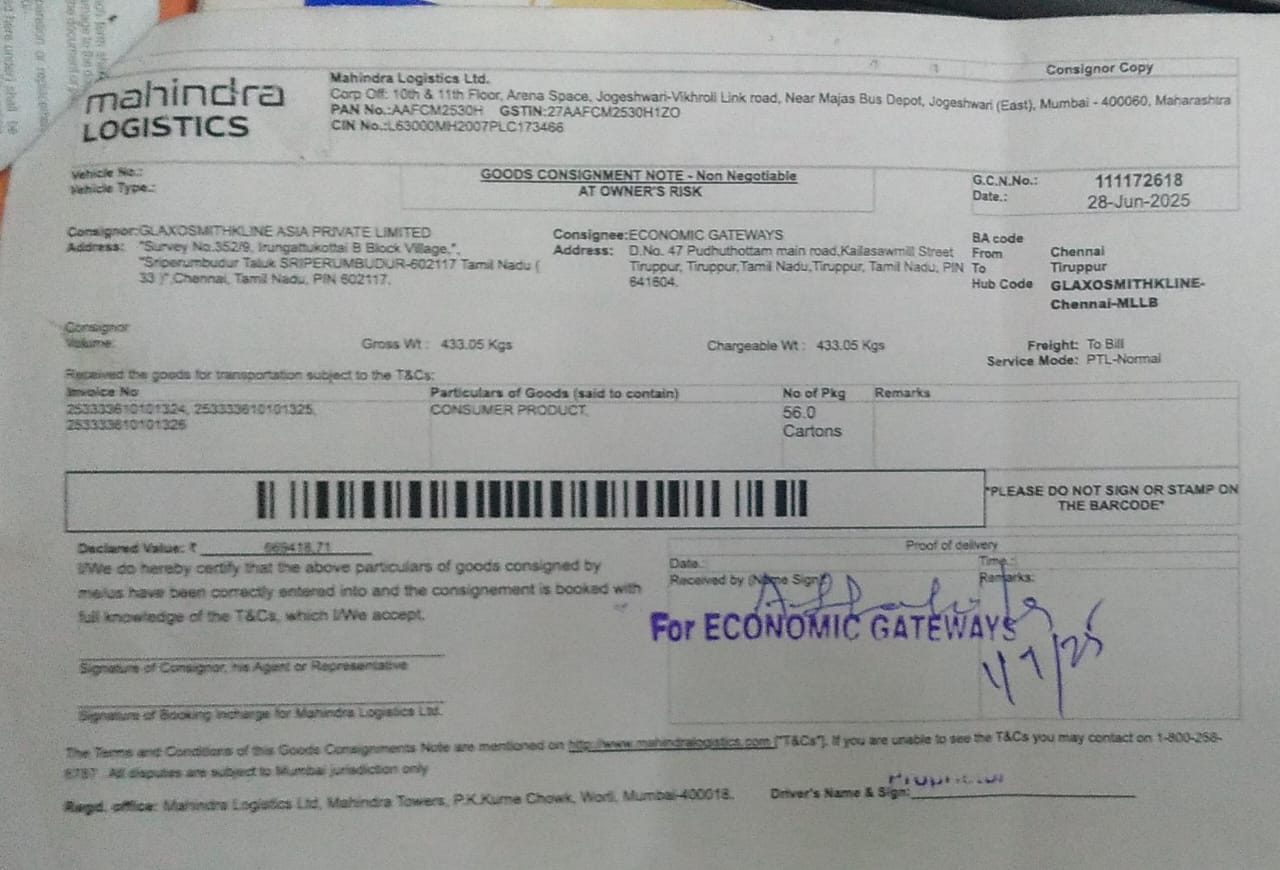 Consignor Copy
mahindra
LOGISTICS
Mahindra Logistics Ltd.
Corp Off: 10th & 11th Floor, Arena Space, Jogeshwari-Vikhroli Link road, Near Majas Bus Depot, Jogeshwari (East), Mumbai - 400060, Maharashtra
PAN No.:AAFCM2530H GSTIN:27AAFCM2530H1ZO
CIN No.:L63000MH2007PLC173466
Vehicle No.:
Vehicle Type.:
GOODS CONSIGNMENT NOTE - Non Negotiable
AT OWNER'S RISK
G.C.N.No.: 111172618
Date.: 28-Jun-2025
Consignor:GLAXOSMITHKLINE ASIA PRIVATE LIMITED
Address: "Survey No.352/9, Irungattukottai B Block Village,",
"Sriperumbudur Taluk SRIPERUMBUDUR-602117 Tamil Nadu (
33 )",Chennai, Tamil Nadu, PIN 602117.
Consignee:ECONOMIC GATEWAYS
Address: D.No. 47 Pudhuthottam main road,Kailasawmill Street
Tiruppur, Tiruppur,Tamil Nadu,Tiruppur, Tamil Nadu, PIN
641604.
BA code
From Chennai
To Tiruppur
Hub Code GLAXOSMITHKLINE-
Chennai-MLLB
Consignor
Volume:
Gross Wt : 433.05 Kgs
Chargeable Wt : 433.05 Kgs
Freight: To Bill
Service Mode: PTL-Normal
Received the goods for transportation subject to the T&Cs:
Invoice No Particulars of Goods (said to contain) No of Pkg Remarks
253333610101324, 253333610101325, CONSUMER PRODUCT 56.0
253333610101326 Cartons
*PLEASE DO NOT SIGN OR STAMP ON
THE BARCODE*
Declared Value: ₹ 669418.71
I/We do hereby certify that the above particulars of goods consigned by
me/us have been correctly entered into and the consignement is booked with
full knowledge of the T&Cs, which I/We accept.
Signature of Consignor, his Agent or Representative
Signature of Booking Incharge for Mahindra Logistics Ltd.
Proof of delivery
Date.: Time.:
Received by (Name Sign) Remarks:
For ECONOMIC GATEWAYS
1/7/25
The Terms and Conditions of this Goods Consignments Note are mentioned on http://www.mahindralogistics.com ["T&Cs"]. If you are unable to see the T&Cs you may contact on 1-800-258-
6787 . All disputes are subject to Mumbai jurisdiction only
Regd. office: Mahindra Logistics Ltd, Mahindra Towers, P.K.Kurne Chowk, Worli, Mumbai-400018.
Driver's Name & Sign: